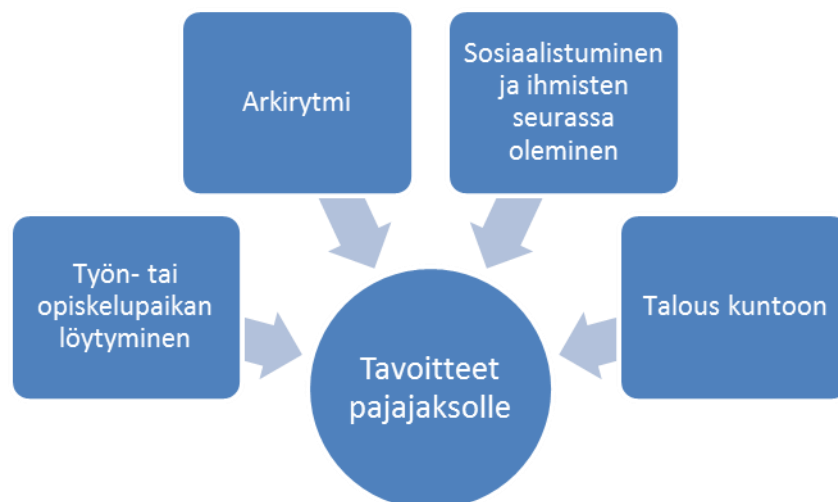 Arkirytmi
Sosiaalistuminen
ja ihmisten
seurassa
oleminen
Työn- tai
opiskelupaikan
löytyminen
Talous kuntoon
Tavoitteet
pajajaksolle